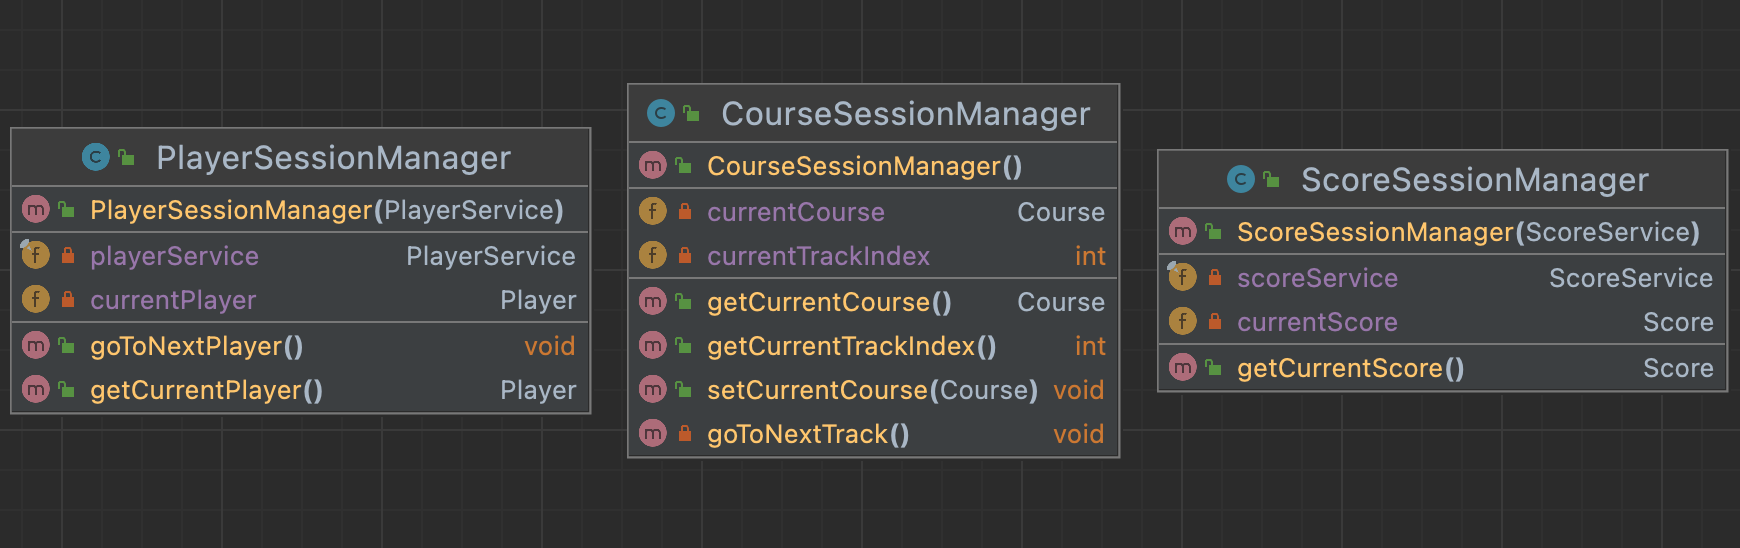 PlayerSessionManager
PlayerSessionManager(PlayerService)
playerService PlayerService
currentPlayer Player
goToNextPlayer() void
getCurrentPlayer() Player
CourseSessionManager
CourseSessionManager()
currentCourse Course
currentTrackIndex int
getCurrentCourse() Course
getCurrentTrackIndex() int
setCurrentCourse(Course) void
goToNextTrack() void
ScoreSessionManager
ScoreSessionManager(ScoreService)
scoreService ScoreService
currentScore Score
getCurrentScore() Score